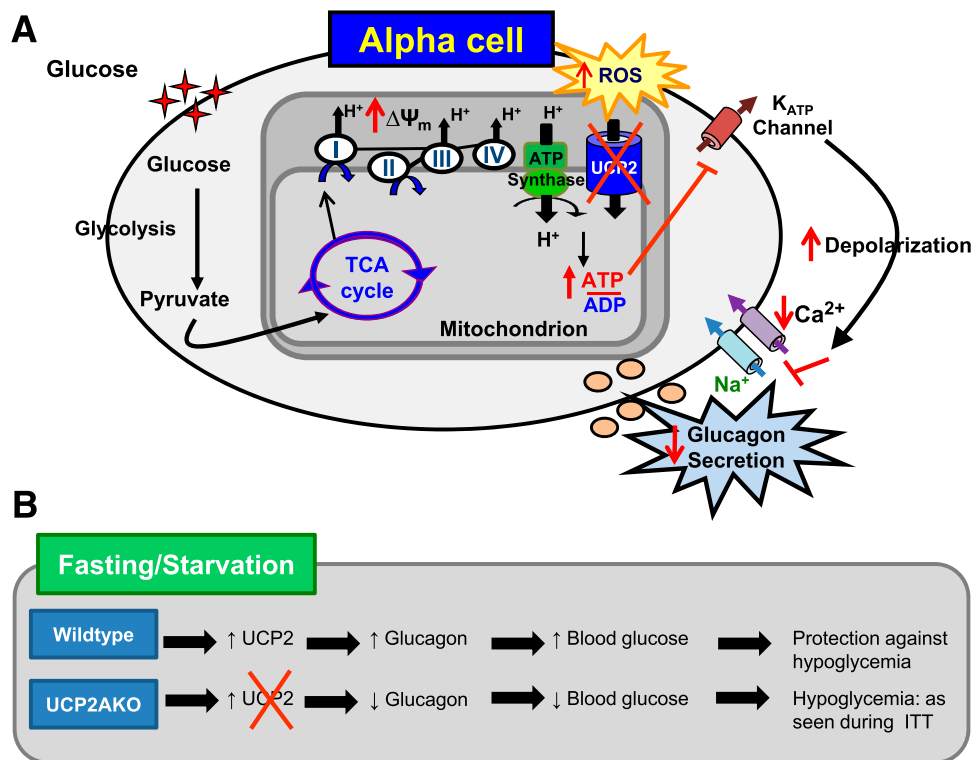 A
Alpha cell
Glucose
↑ ROS
H⁺
↑ ΔΨm
H⁺
H⁺
H⁺
KATP
Channel
I
II
III
IV
ATP
Synthase
UCP2
Glucose
Glycolysis
H⁺
TCA
cycle
↑ Depolarization
Pyruvate
↑ ATP
ADP
Mitochondrion
↓ Ca²⁺
Na⁺
↓ Glucagon
Secretion
B
Fasting/Starvation
Wildtype
↑ UCP2
↑ Glucagon
↑ Blood glucose
Protection against
hypoglycemia
UCP2AKO
↑ UCP2
↓ Glucagon
↓ Blood glucose
Hypoglycemia: as
seen during ITT